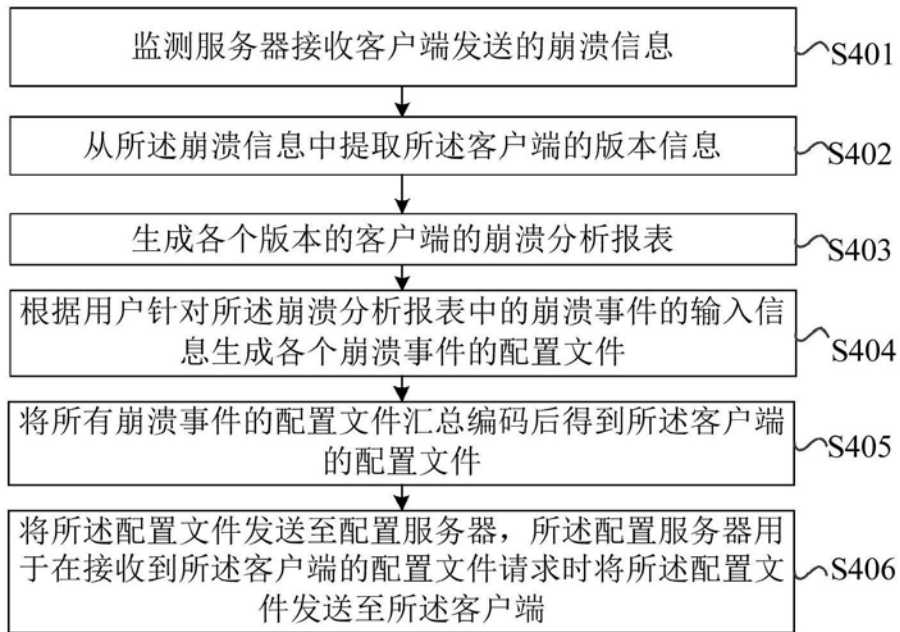 监测服务器接收客户端发送的崩溃信息
S401
从所述崩溃信息中提取所述客户端的版本信息
S402
生成各个版本的客户端的崩溃分析报表
S403
根据用户针对所述崩溃分析报表中的崩溃事件的输入信
息生成各个崩溃事件的配置文件
S404
将所有崩溃事件的配置文件汇总编码后得到所述客户端
的配置文件
S405
将所述配置文件发送至配置服务器，所述配置服务器用
于在接收到所述客户端的配置文件请求时将所述配置文
件发送至所述客户端
S406